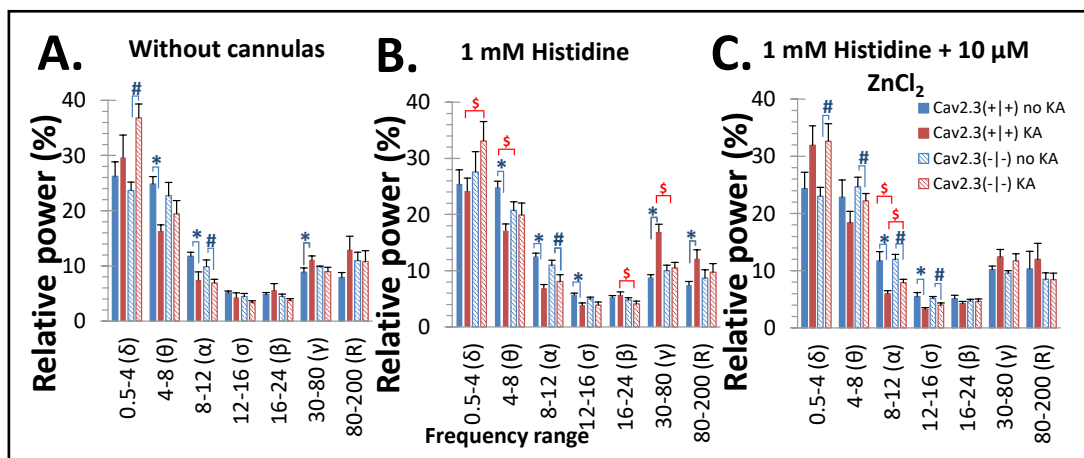 A. Without cannulas
Relative power (%)
40
30
20
10
0
#
*
*
#
*
0.5-4 (δ)
4-8 (θ)
8-12 (α)
12-16 (σ)
16-24 (β)
30-80 (γ)
80-200 (R)
B. 1 mM Histidine
Relative power (%)
40
30
20
10
0
$
$
*
*
#
*
$
*
$
*
0.5-4 (δ)
4-8 (θ)
8-12 (α)
12-16 (σ)
16-24 (β)
30-80 (γ)
80-200 (R)
C. 1 mM Histidine + 10 µM
ZnCl2
Relative power (%)
40
30
20
10
0
#
#
$
$
*
#
*
#
Cav2.3(+|+) no KA
Cav2.3(+|+) KA
Cav2.3(-|-) no KA
Cav2.3(-|-) KA
0.5-4 (δ)
4-8 (θ)
8-12 (α)
12-16 (σ)
16-24 (β)
30-80 (γ)
80-200 (R)
Frequency range